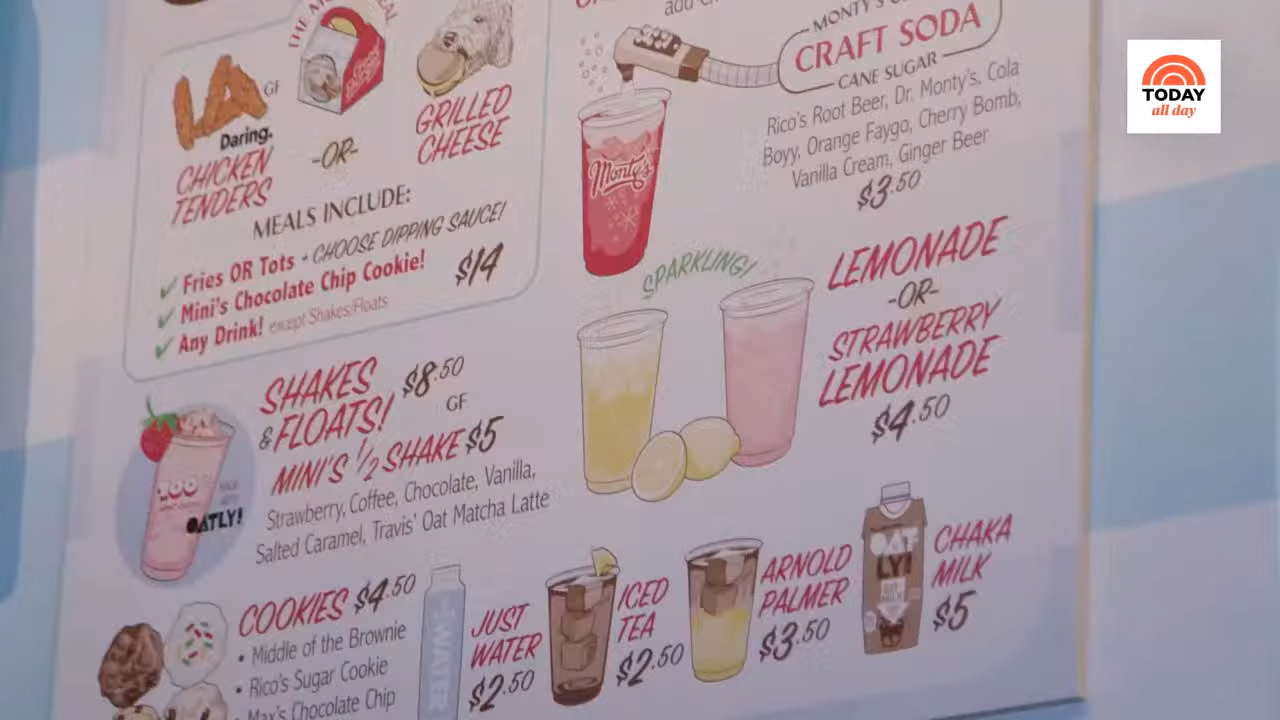 GF
Daring.
CHICKEN
TENDERS
-OR-
GRILLED
CHEESE
MEALS INCLUDE:
✓ Fries OR Tots - CHOOSE DIPPING SAUCE!
✓ Mini's Chocolate Chip Cookie!
✓ Any Drink! except Shakes/Floats
$14
SHAKES
& FLOATS!
$8.50
GF
MINI'S 1/2 SHAKE $5
Strawberry, Coffee, Chocolate, Vanilla,
Salted Caramel, Travis' Oat Matcha Latte
OATLY!
COOKIES $4.50
• Middle of the Brownie
• Rico's Sugar Cookie
Max's Chocolate Chip
CRAFT SODA
CANE SUGAR
Rico's Root Beer, Dr. Monty's, Cola
Boyy, Orange Faygo, Cherry Bomb,
Vanilla Cream, Ginger Beer
$3.50
Monty's
SPARKLING!
LEMONADE
-OR-
STRAWBERRY
LEMONADE
$4.50
WATER
JUST
WATER
$2.50
ICED
TEA
$2.50
ARNOLD
PALMER
$3.50
OAT
LY!
CHAKA
MILK
$5
TODAY
all day